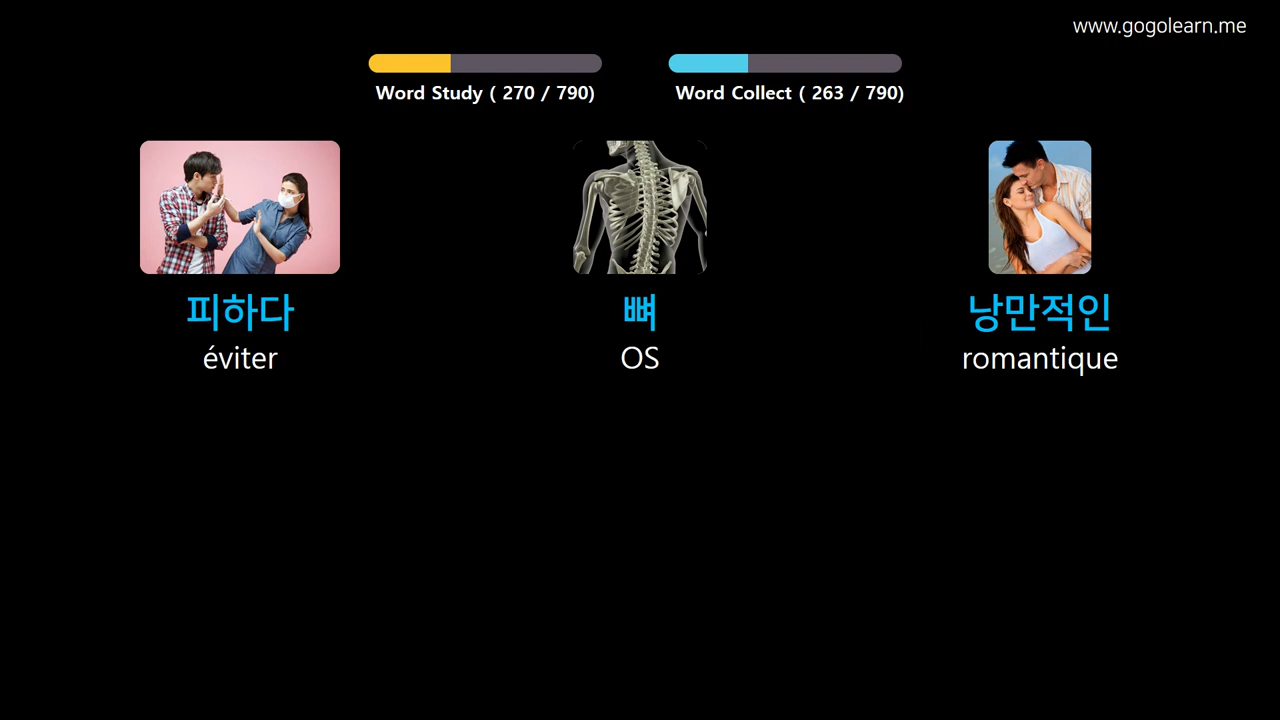 www.gogolearn.me
Word Study ( 270 / 790)
Word Collect ( 263 / 790)
피하다
뼈
낭만적인
éviter
OS
romantique